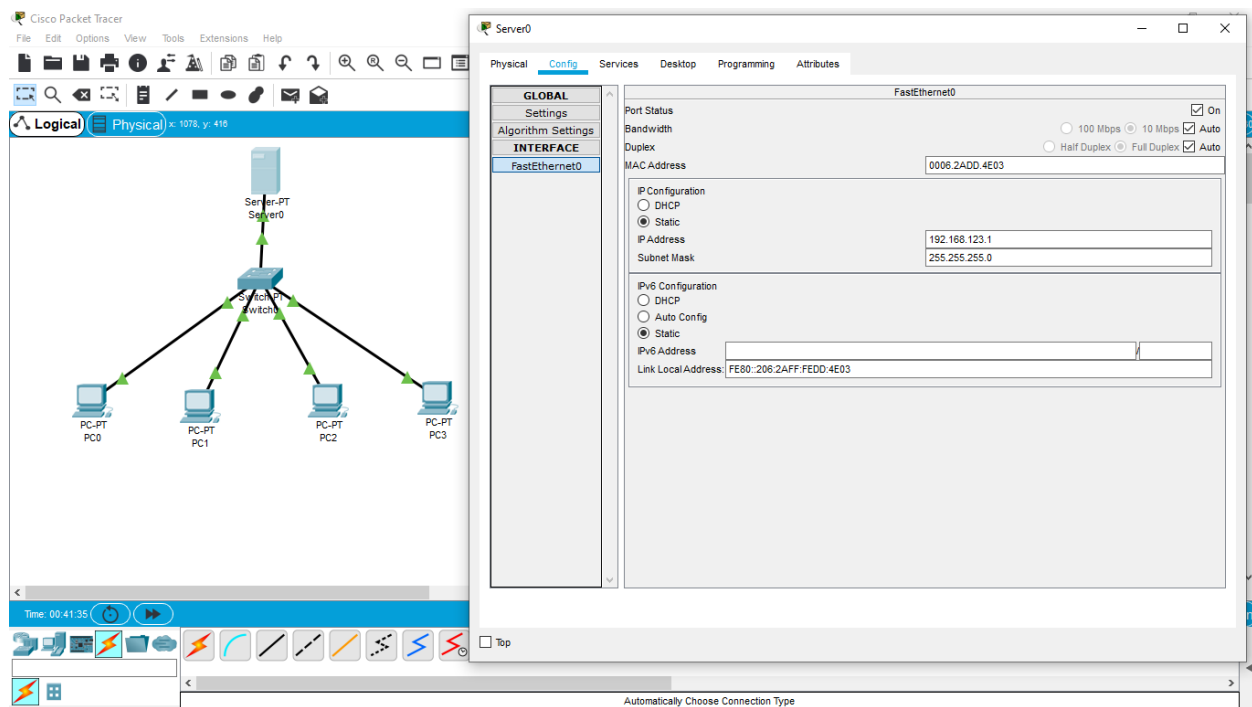 Cisco Packet Tracer
File Edit Options View Tools Extensions Help
Logical Physical x: 1078, y: 416
Server-PT
Server0
Switch-PT
Switch0
PC-PT
PC0
PC-PT
PC1
PC-PT
PC2
PC-PT
PC3
Time: 00:41:35
Server0
Physical Config Services Desktop Programming Attributes
GLOBAL
Settings
Algorithm Settings
INTERFACE
FastEthernet0
FastEthernet0
Port Status On
Bandwidth 100 Mbps 10 Mbps Auto
Duplex Half Duplex Full Duplex Auto
MAC Address 0006.2ADD.4E03
IP Configuration
DHCP
Static
IP Address 192.168.123.1
Subnet Mask 255.255.255.0
IPv6 Configuration
DHCP
Auto Config
Static
IPv6 Address /
Link Local Address: FE80::206:2AFF:FEDD:4E03
Top
Automatically Choose Connection Type